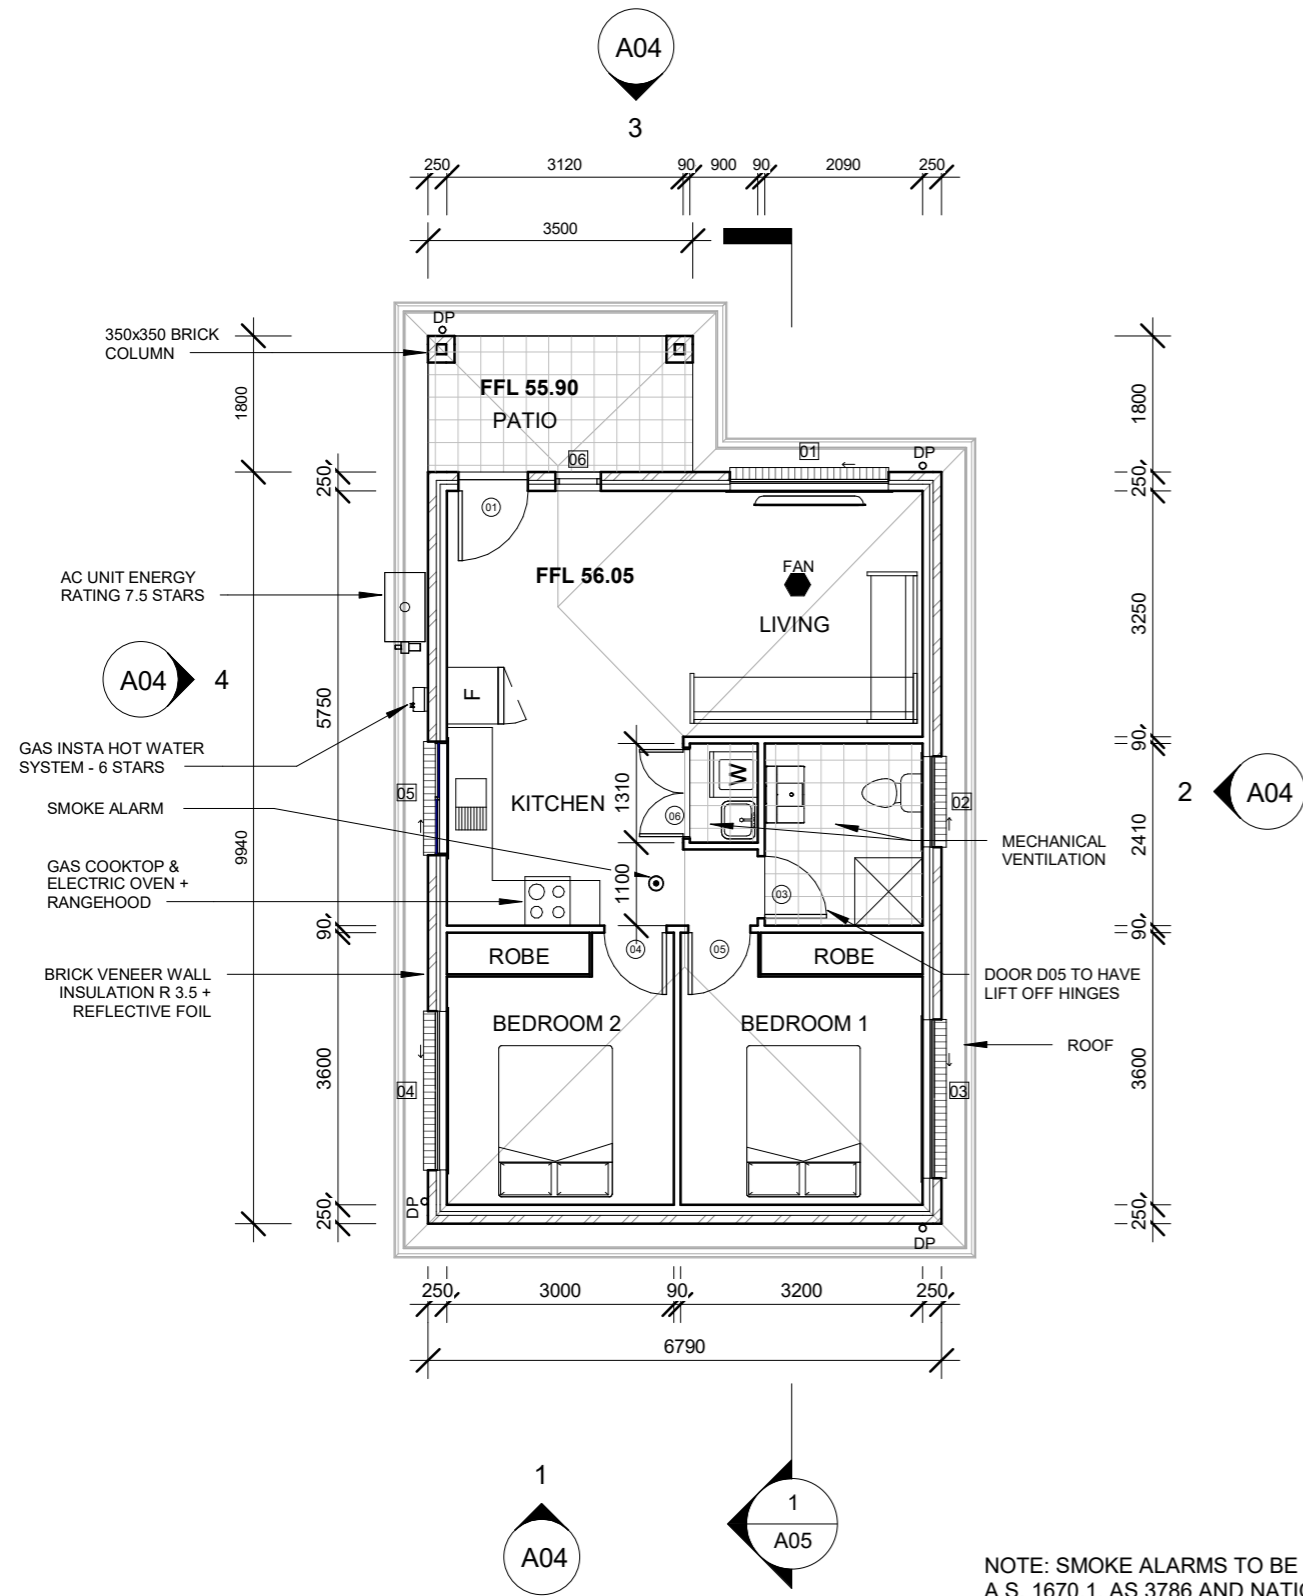 A04
3
250 3120 90 900 90 2090 250
3500
DP
350x350 BRICK
COLUMN
FFL 55.90
PATIO
1800
1800
06
01
DP
250
250
01
FFL 56.05
FAN
LIVING
AC UNIT ENERGY
RATING 7.5 STARS
3250
A04 4
F
5750
GAS INSTA HOT WATER
SYSTEM - 6 STARS
90
SMOKE ALARM
05
KITCHEN
1310
W
06
02
2 A04
2410
9940
MECHANICAL
VENTILATION
GAS COOKTOP &
ELECTRIC OVEN +
RANGEHOOD
1100
03
90
90
04
05
ROBE
ROBE
BRICK VENEER WALL
INSULATION R 3.5 +
REFLECTIVE FOIL
DOOR D05 TO HAVE
LIFT OFF HINGES
BEDROOM 2
BEDROOM 1
ROOF
3600
3600
04
03
DP
250
250
DP
250 3000 90 3200 250
6790
1
A04
1
A05
NOTE: SMOKE ALARMS TO BE
A.S. 1670.1, AS 3786 AND NATIO